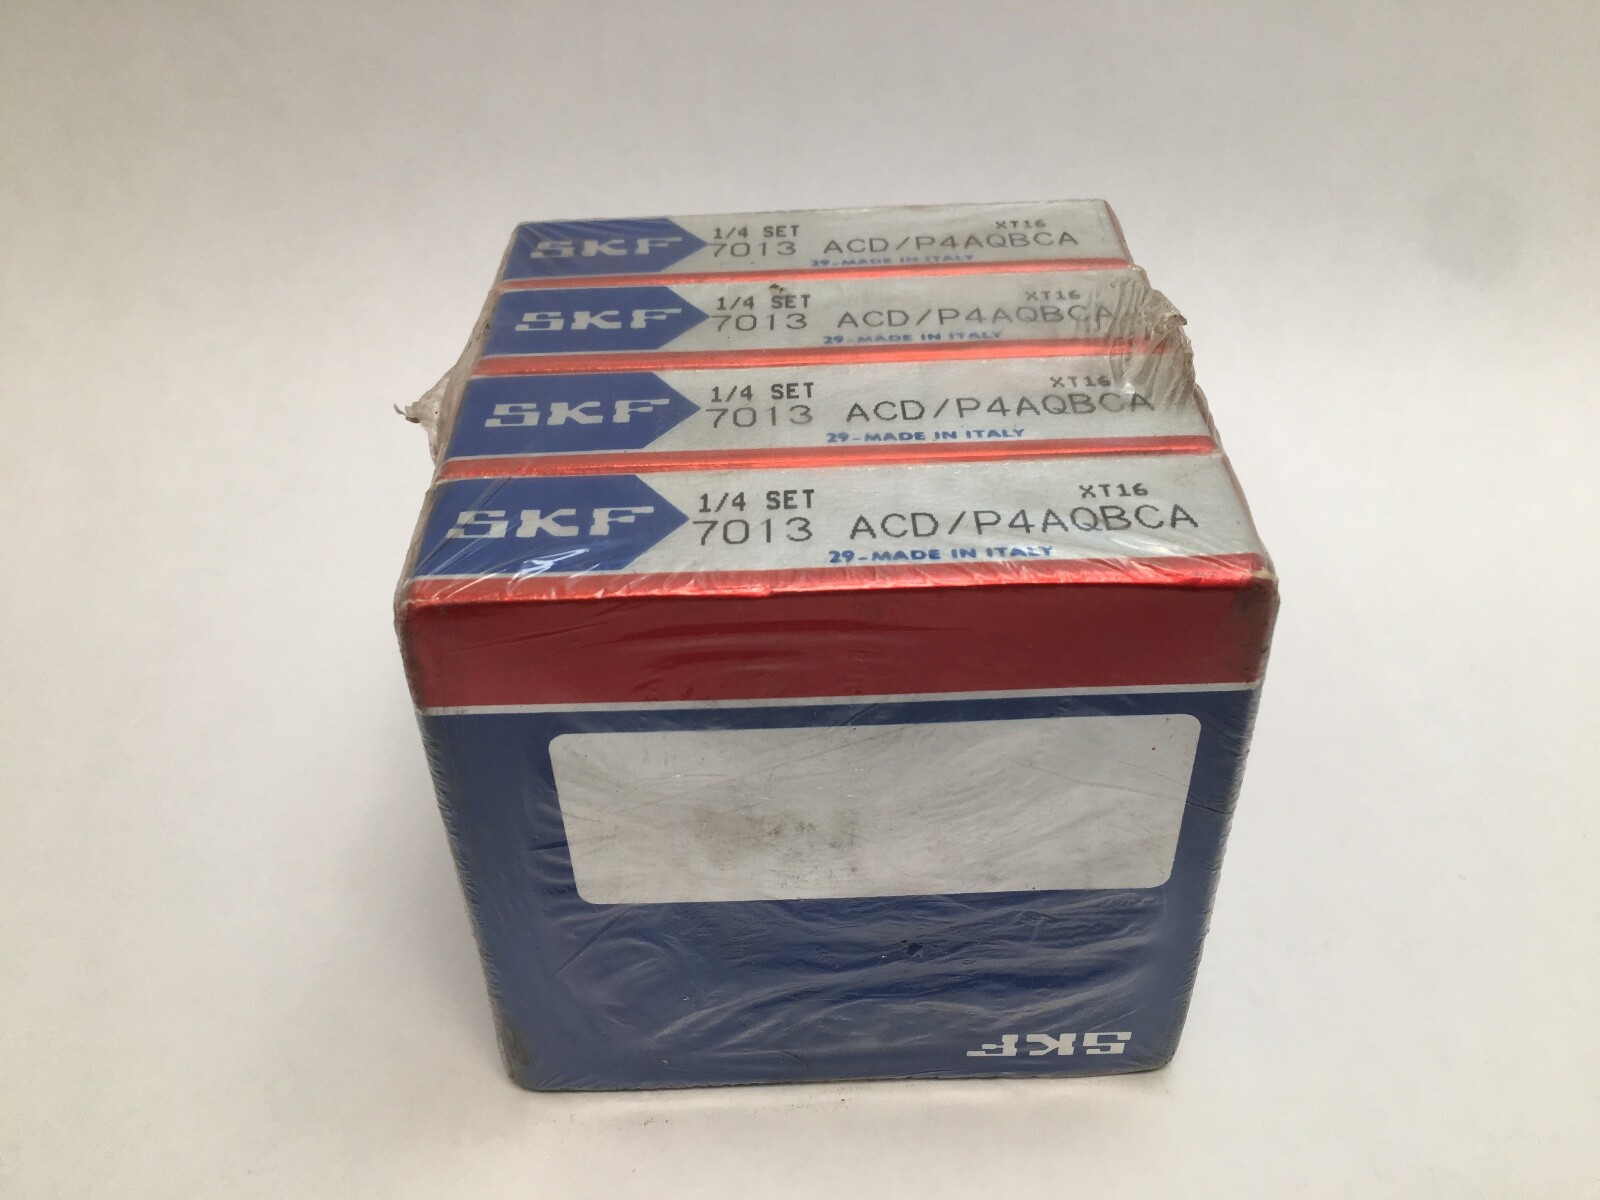 XT16
SKF 1/4 SET
7013 ACD/P4AQBCA
29-MADE IN ITALY
XT16
SKF 1/4 SET
7013 ACD/P4AQBCA
29-MADE IN ITALY
XT16
SKF 1/4 SET
7013 ACD/P4AQBCA
29-MADE IN ITALY
XT16
SKF 1/4 SET
7013 ACD/P4AQBCA
29-MADE IN ITALY
SKF